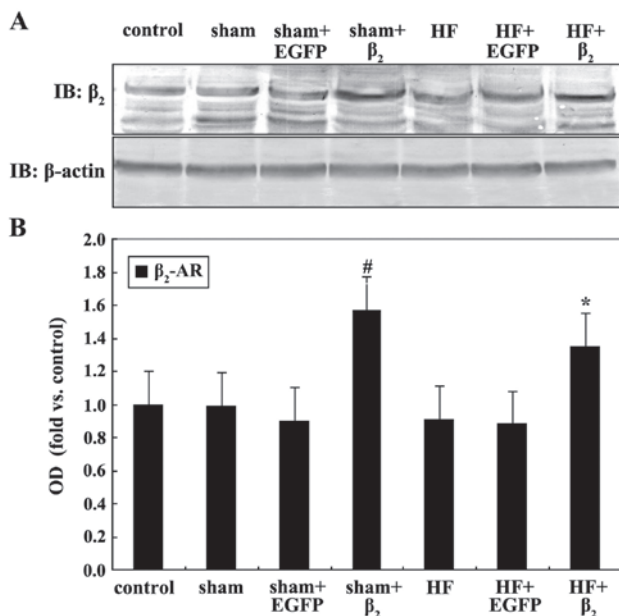 A
control sham sham+ EGFP sham+ β₂ HF HF+ EGFP HF+ β₂
IB: β₂
IB: β-actin
B
2.0
1.8
1.6
1.4
1.2
1.0
0.8
0.6
0.4
0.2
0.0
OD (fold vs. control)
β₂-AR
#
*
control sham sham+ EGFP sham+ β₂ HF HF+ EGFP HF+ β₂